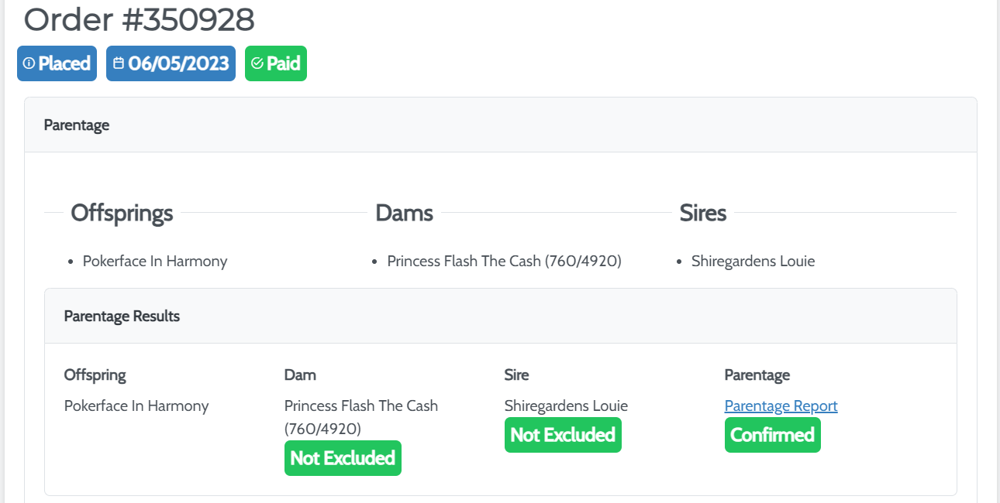 Order #350928
Placed 06/05/2023 Paid
Parentage
Offsprings Dams Sires
• Pokerface In Harmony • Princess Flash The Cash (760/4920) • Shiregardens Louie
Parentage Results
Offspring Dam Sire Parentage
Pokerface In Harmony Princess Flash The Cash Shiregardens Louie Parentage Report
(760/4920) Not Excluded Confirmed
Not Excluded